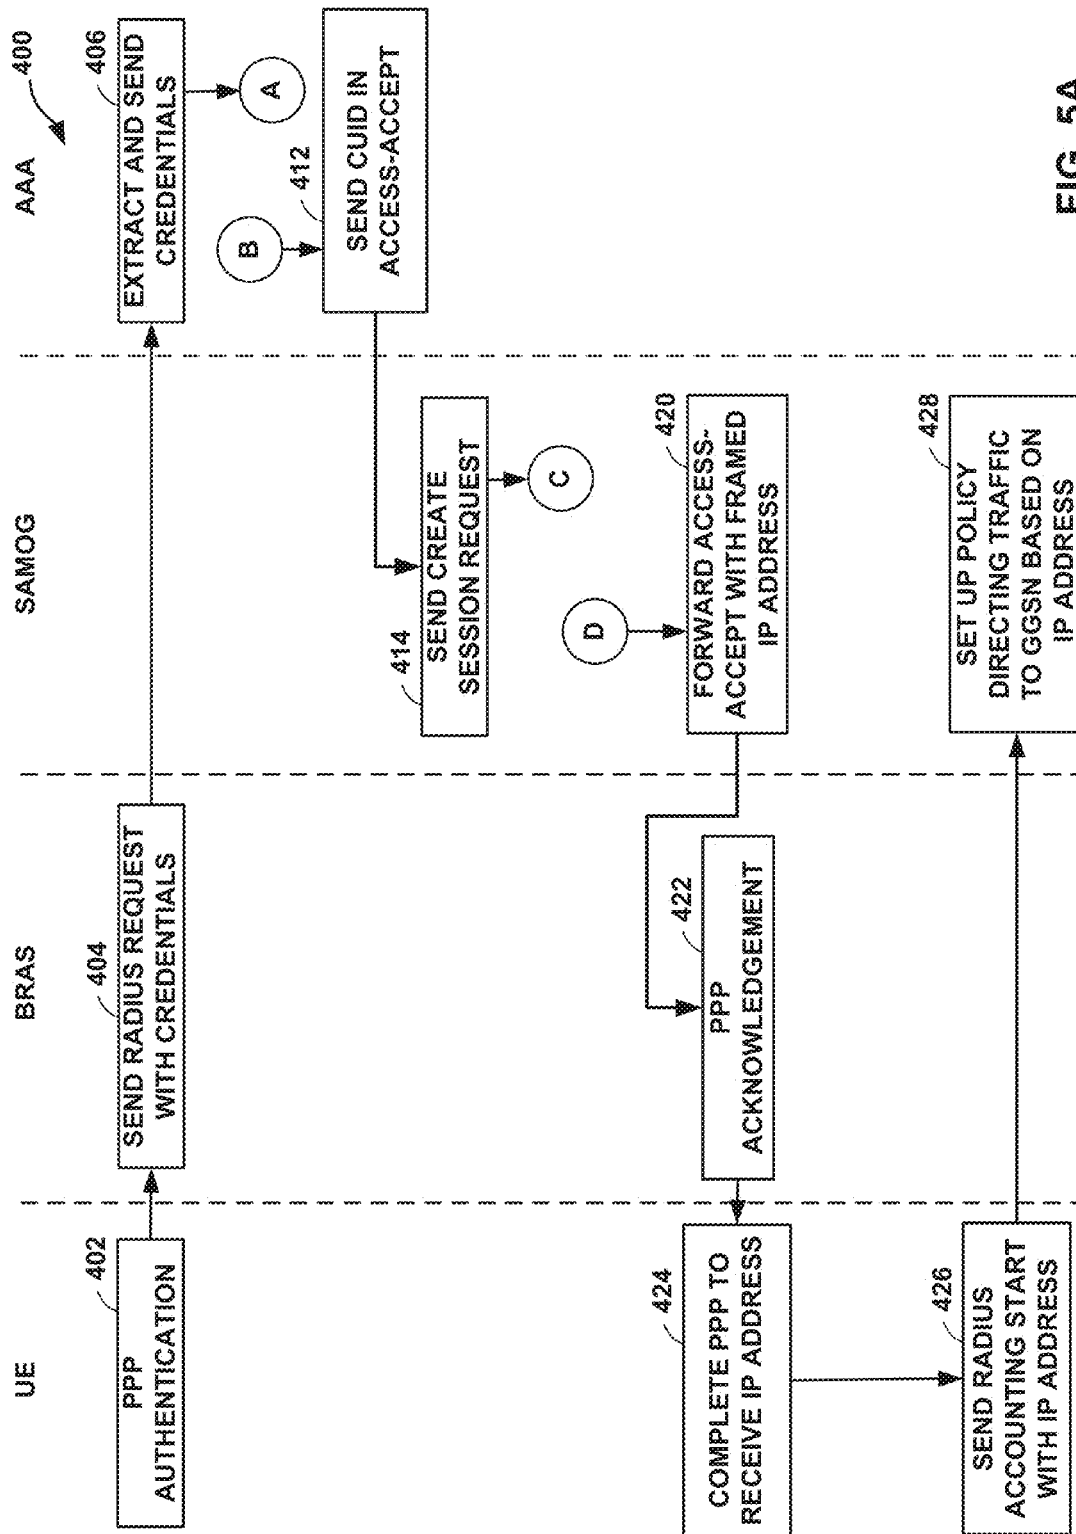 UE
BRAS
SAMOG
AAA
400
402
PPP
AUTHENTICATION
404
SEND RADIUS REQUEST
WITH CREDENTIALS
406
EXTRACT AND SEND
CREDENTIALS
A
B
412
SEND CUID IN
ACCESS-ACCEPT
414
SEND CREATE
SESSION REQUEST
C
D
420
FORWARD ACCESS-
ACCEPT WITH FRAMED
IP ADDRESS
422
PPP
ACKNOWLEDGEMENT
424
COMPLETE PPP TO
RECEIVE IP ADDRESS
426
SEND RADIUS
ACCOUNTING START
WITH IP ADDRESS
428
SET UP POLICY
DIRECTING TRAFFIC
TO GGSN BASED ON
IP ADDRESS
FIG. 5A